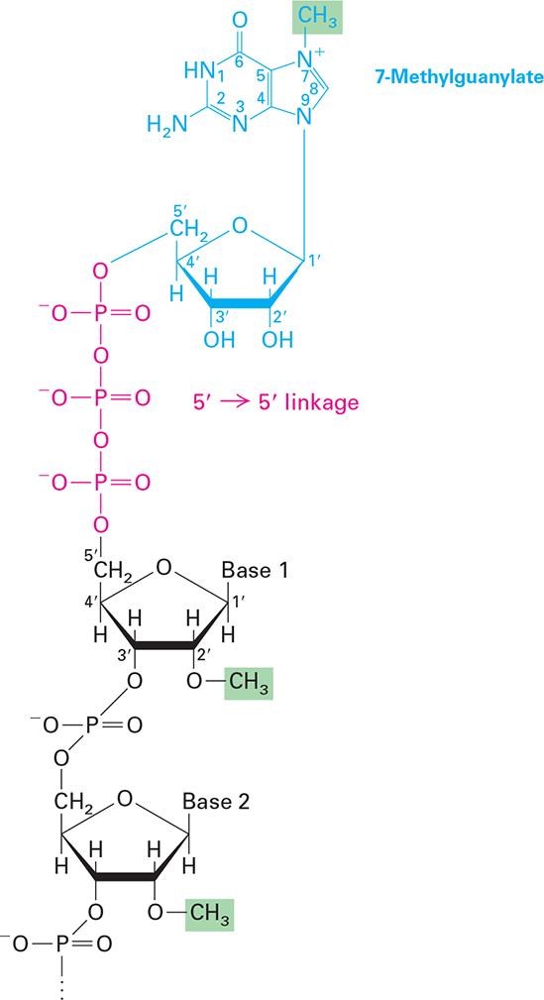 O
CH₃
6
N⁺
HN 1
5
7
8
2
4
9
H₂N
3
N
N
7-Methylguanylate
5′
CH₂
O
O
4′
1′
H
H
H
3′
2′
⁻O–P=O
OH
OH
O
⁻O–P=O
5′ → 5′ linkage
O
⁻O–P=O
O
5′
CH₂
O
Base 1
4′
1′
H
H
H
H
3′
2′
O
O–CH₃
⁻O–P=O
O
CH₂
O
Base 2
H
H
H
H
O
O–CH₃
⁻O–P=O